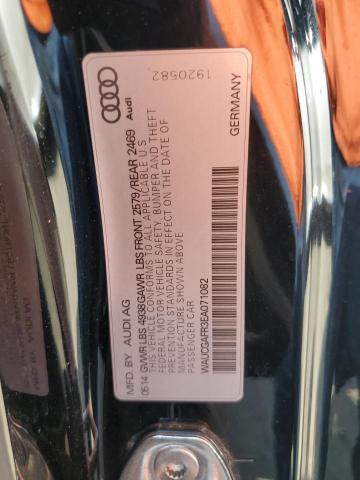 MFD. BY AUDI AG
05.14 GVWR LBS 4938 GAWR LBS FRONT 2579/REAR 2469
THIS VEHICLE CONFORMS TO ALL APPLICABLE U S
FEDERAL MOTOR VEHICLE SAFETY, BUMPER AND THEFT
PREVENTION STANDARDS IN EFFECT ON THE DATE OF
MANUFACTURE SHOWN ABOVE
PASSENGER CAR
WAUCGAFR3EA071082
Audi
1920582
GERMANY